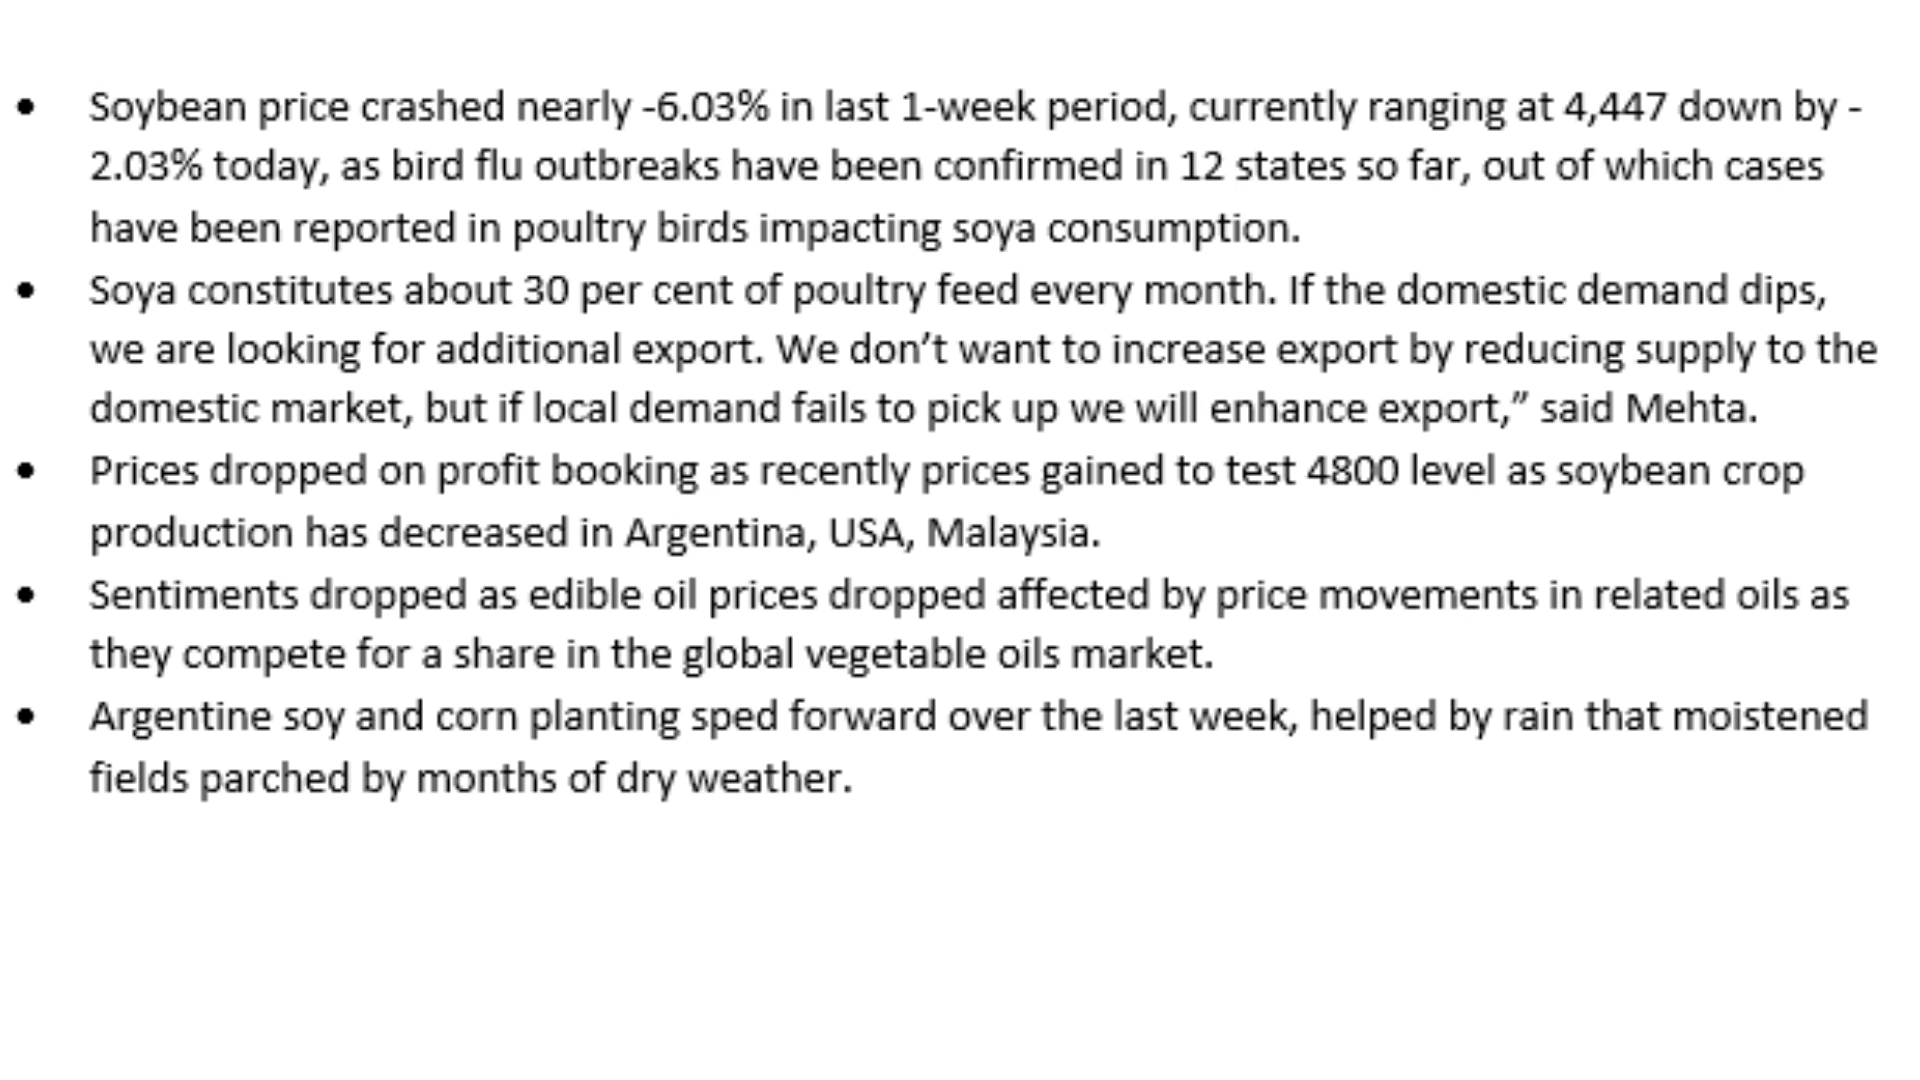 • Soybean price crashed nearly -6.03% in last 1-week period, currently ranging at 4,447 down by -
2.03% today, as bird flu outbreaks have been confirmed in 12 states so far, out of which cases
have been reported in poultry birds impacting soya consumption.
• Soya constitutes about 30 per cent of poultry feed every month. If the domestic demand dips,
we are looking for additional export. We don’t want to increase export by reducing supply to the
domestic market, but if local demand fails to pick up we will enhance export,” said Mehta.
• Prices dropped on profit booking as recently prices gained to test 4800 level as soybean crop
production has decreased in Argentina, USA, Malaysia.
• Sentiments dropped as edible oil prices dropped affected by price movements in related oils as
they compete for a share in the global vegetable oils market.
• Argentine soy and corn planting sped forward over the last week, helped by rain that moistened
fields parched by months of dry weather.